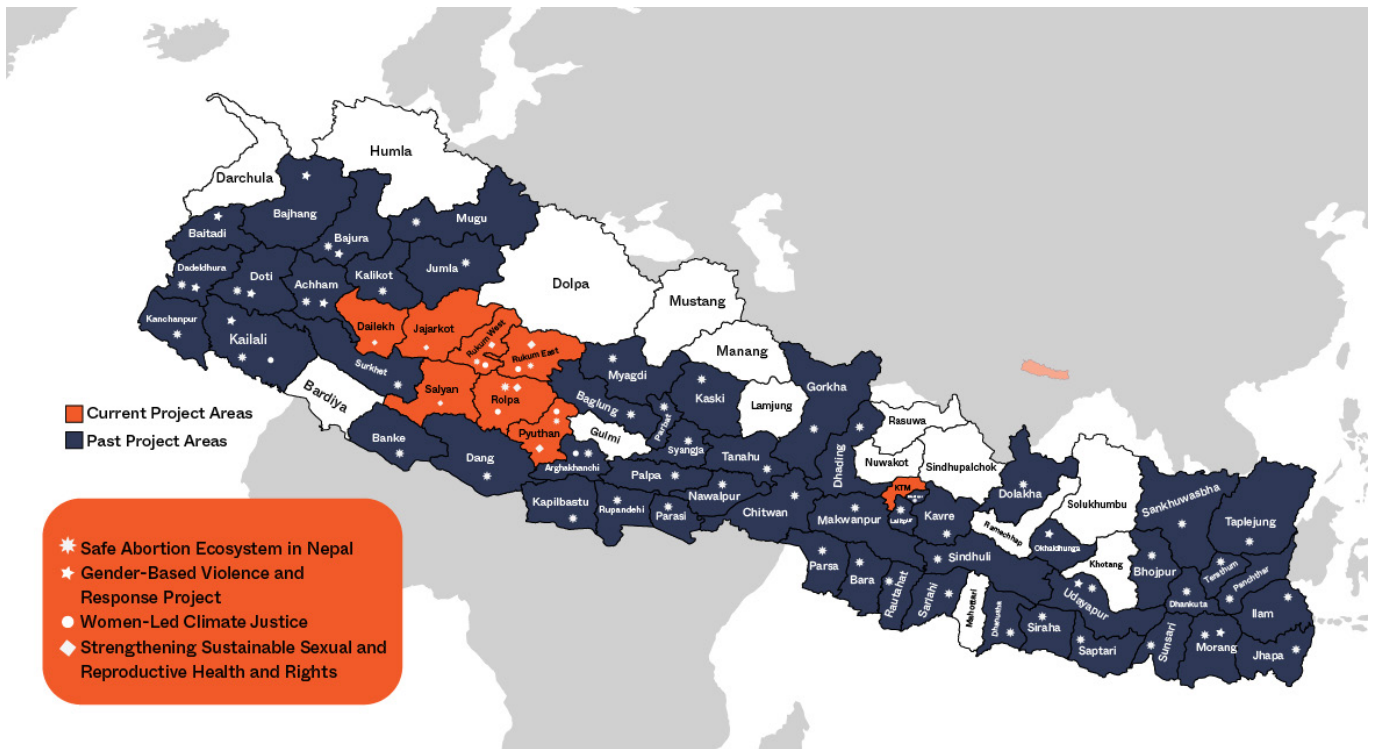 Humla
Darchula
Bajhang
Mugu
Baitadi
Bajura
Jumla
Dadeldhura
Doti
Achham
Kalikot
Dolpa
Mustang
Kanchanpur
Kailali
Dailekh
Jajarkot
Rukum West
Rukum East
Manang
Surkhet
Myagdi
Gorkha
Bardiya
Salyan
Rolpa
Baglung
Parbat
Kaski
Lamjung
Current Project Areas
Past Project Areas
Banke
Pyuthan
Gulmi
Syangja
Rasuwa
Dang
Arghakhanchi
Palpa
Tanahu
Dhading
Nuwakot
Sindhupalchok
Dolakha
Solukhumbu
Sankhuwasbha
Taplejung
Kapilbastu
Rupandehi
Parasi
Nawalpur
Chitwan
KTM
Makwanpur
Lalitpur
Kavre
Ramechhap
Okhaldhunga
Khotang
Bhojpur
Terathum
Panchthar
Parsa
Bara
Rautahat
Sarlahi
Sindhuli
Mahottari
Dhanusha
Siraha
Saptari
Udayapur
Dhankuta
Ilam
Sunsari
Morang
Jhapa
Safe Abortion Ecosystem in Nepal
Gender-Based Violence and
Response Project
Women-Led Climate Justice
Strengthening Sustainable Sexual and
Reproductive Health and Rights